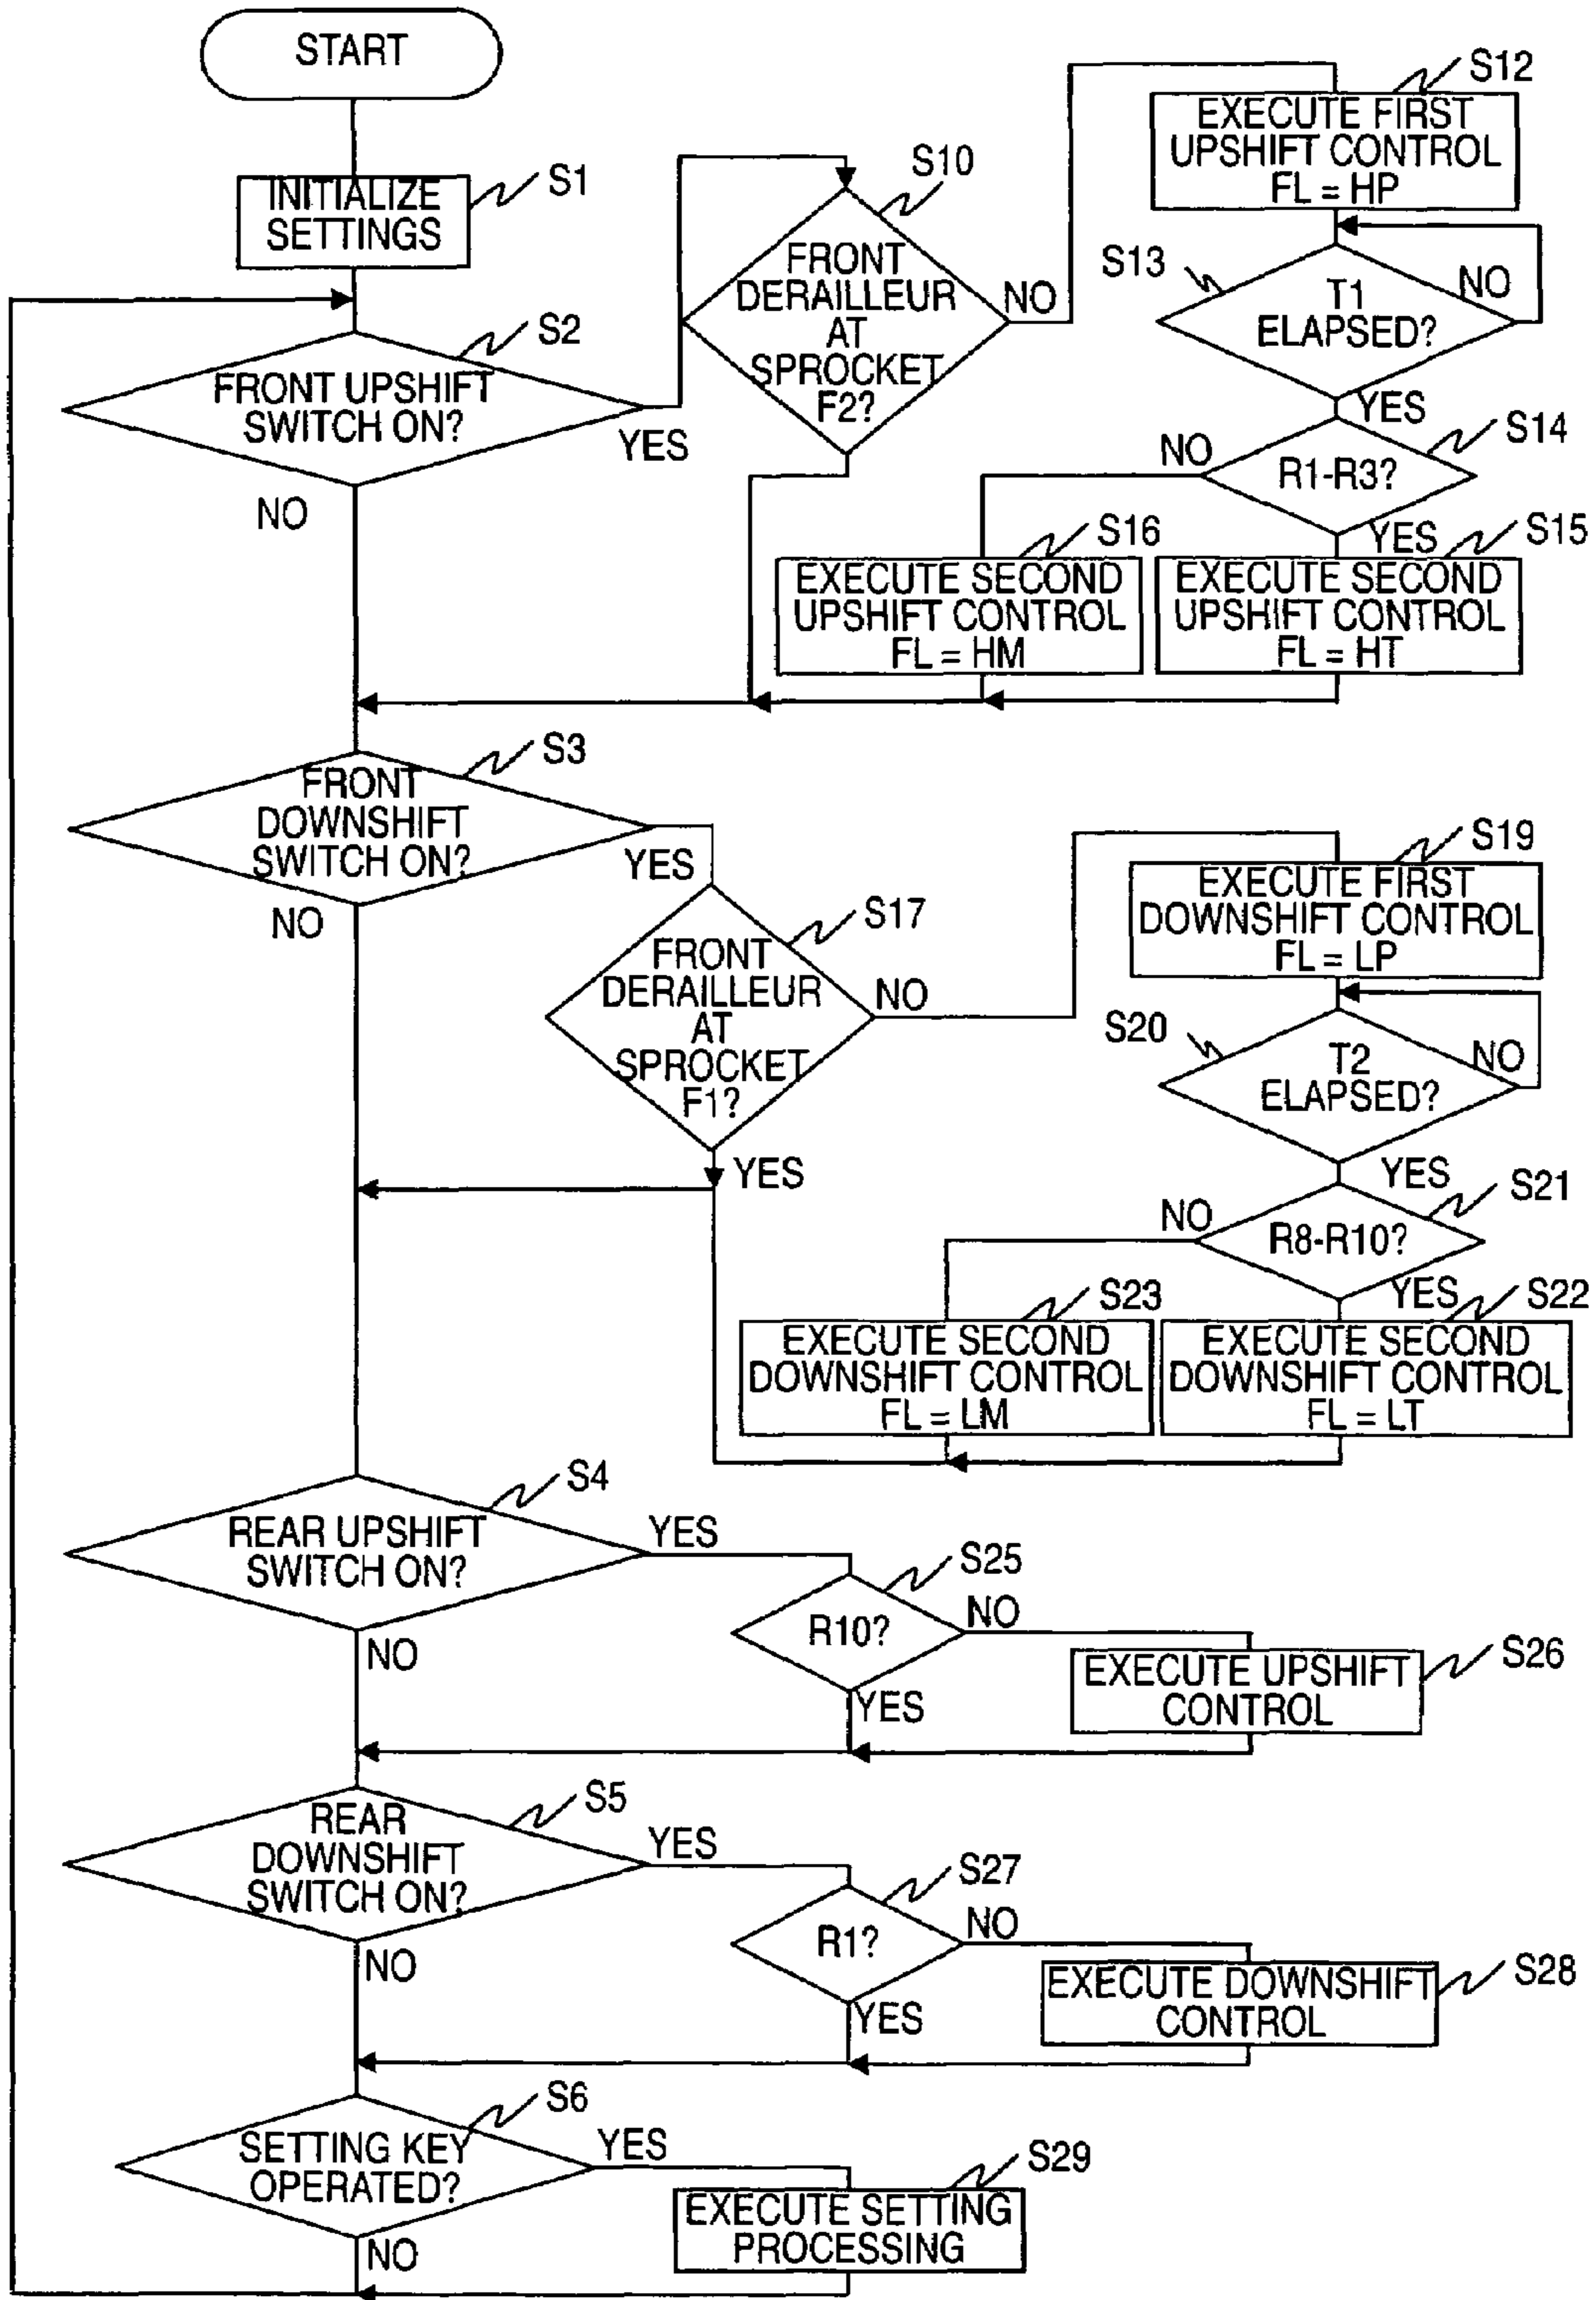 START
INITIALIZE
SETTINGS
S1
FRONT UPSHIFT
SWITCH ON?
S2
YES
NO
FRONT
DERAILLEUR
AT
SPROCKET
F2?
S10
NO
EXECUTE FIRST
UPSHIFT CONTROL
FL = HP
S12
T1
ELAPSED?
S13
NO
YES
R1-R3?
S14
NO
YES
EXECUTE SECOND
UPSHIFT CONTROL
FL = HM
S16
EXECUTE SECOND
UPSHIFT CONTROL
FL = HT
S15
FRONT
DOWNSHIFT
SWITCH ON?
S3
YES
NO
FRONT
DERAILLEUR
AT
SPROCKET
F1?
S17
NO
YES
EXECUTE FIRST
DOWNSHIFT CONTROL
FL = LP
S19
T2
ELAPSED?
S20
NO
YES
R8-R10?
S21
NO
YES
EXECUTE SECOND
DOWNSHIFT CONTROL
FL = LM
S23
EXECUTE SECOND
DOWNSHIFT CONTROL
FL = LT
S22
REAR UPSHIFT
SWITCH ON?
S4
YES
NO
R10?
S25
NO
YES
EXECUTE UPSHIFT
CONTROL
S26
REAR
DOWNSHIFT
SWITCH ON?
S5
YES
NO
R1?
S27
NO
YES
EXECUTE DOWNSHIFT
CONTROL
S28
SETTING KEY
OPERATED?
S6
YES
NO
EXECUTE SETTING
PROCESSING
S29